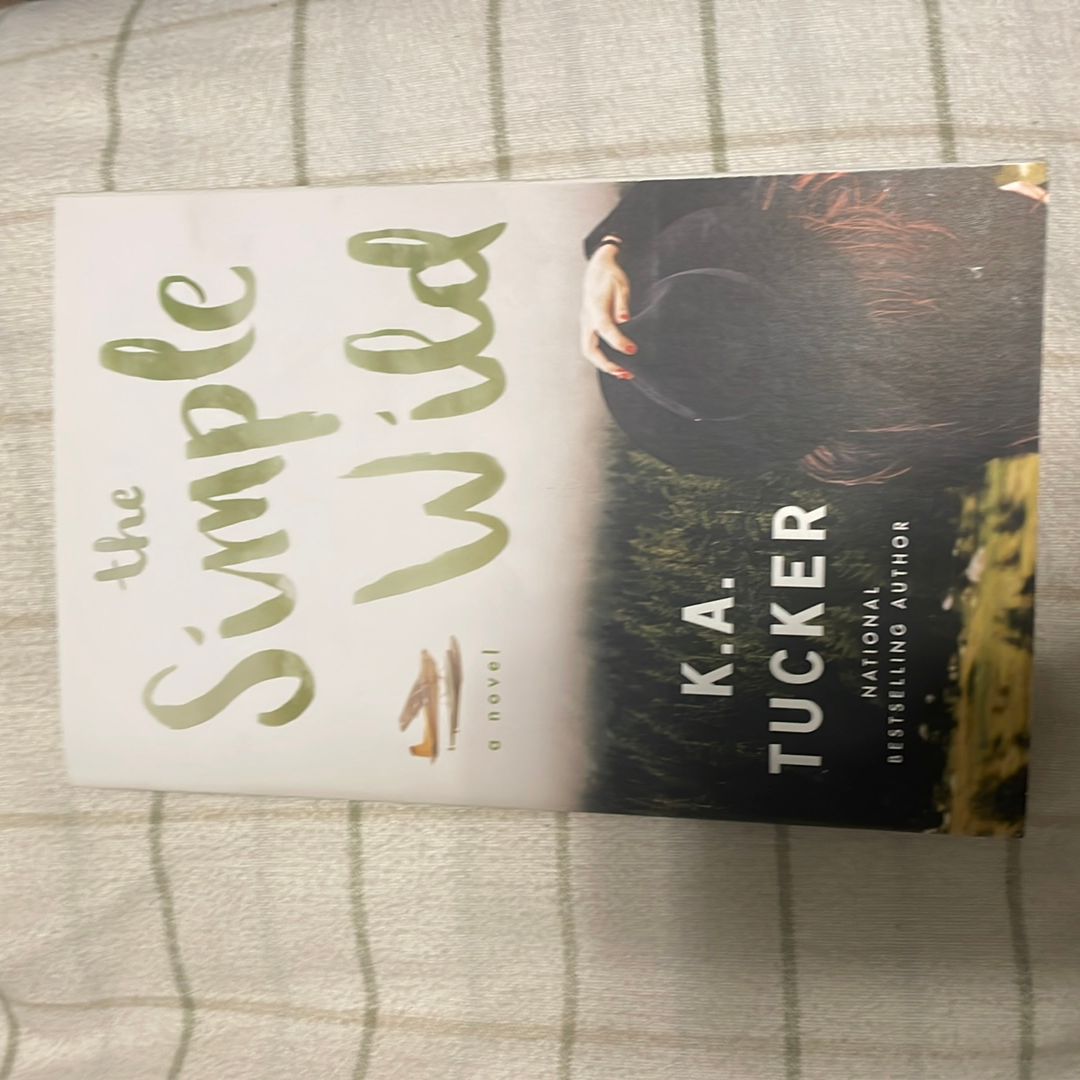 the
Simple
Wild
a novel
K.A.
TUCKER
NATIONAL
BESTSELLING AUTHOR